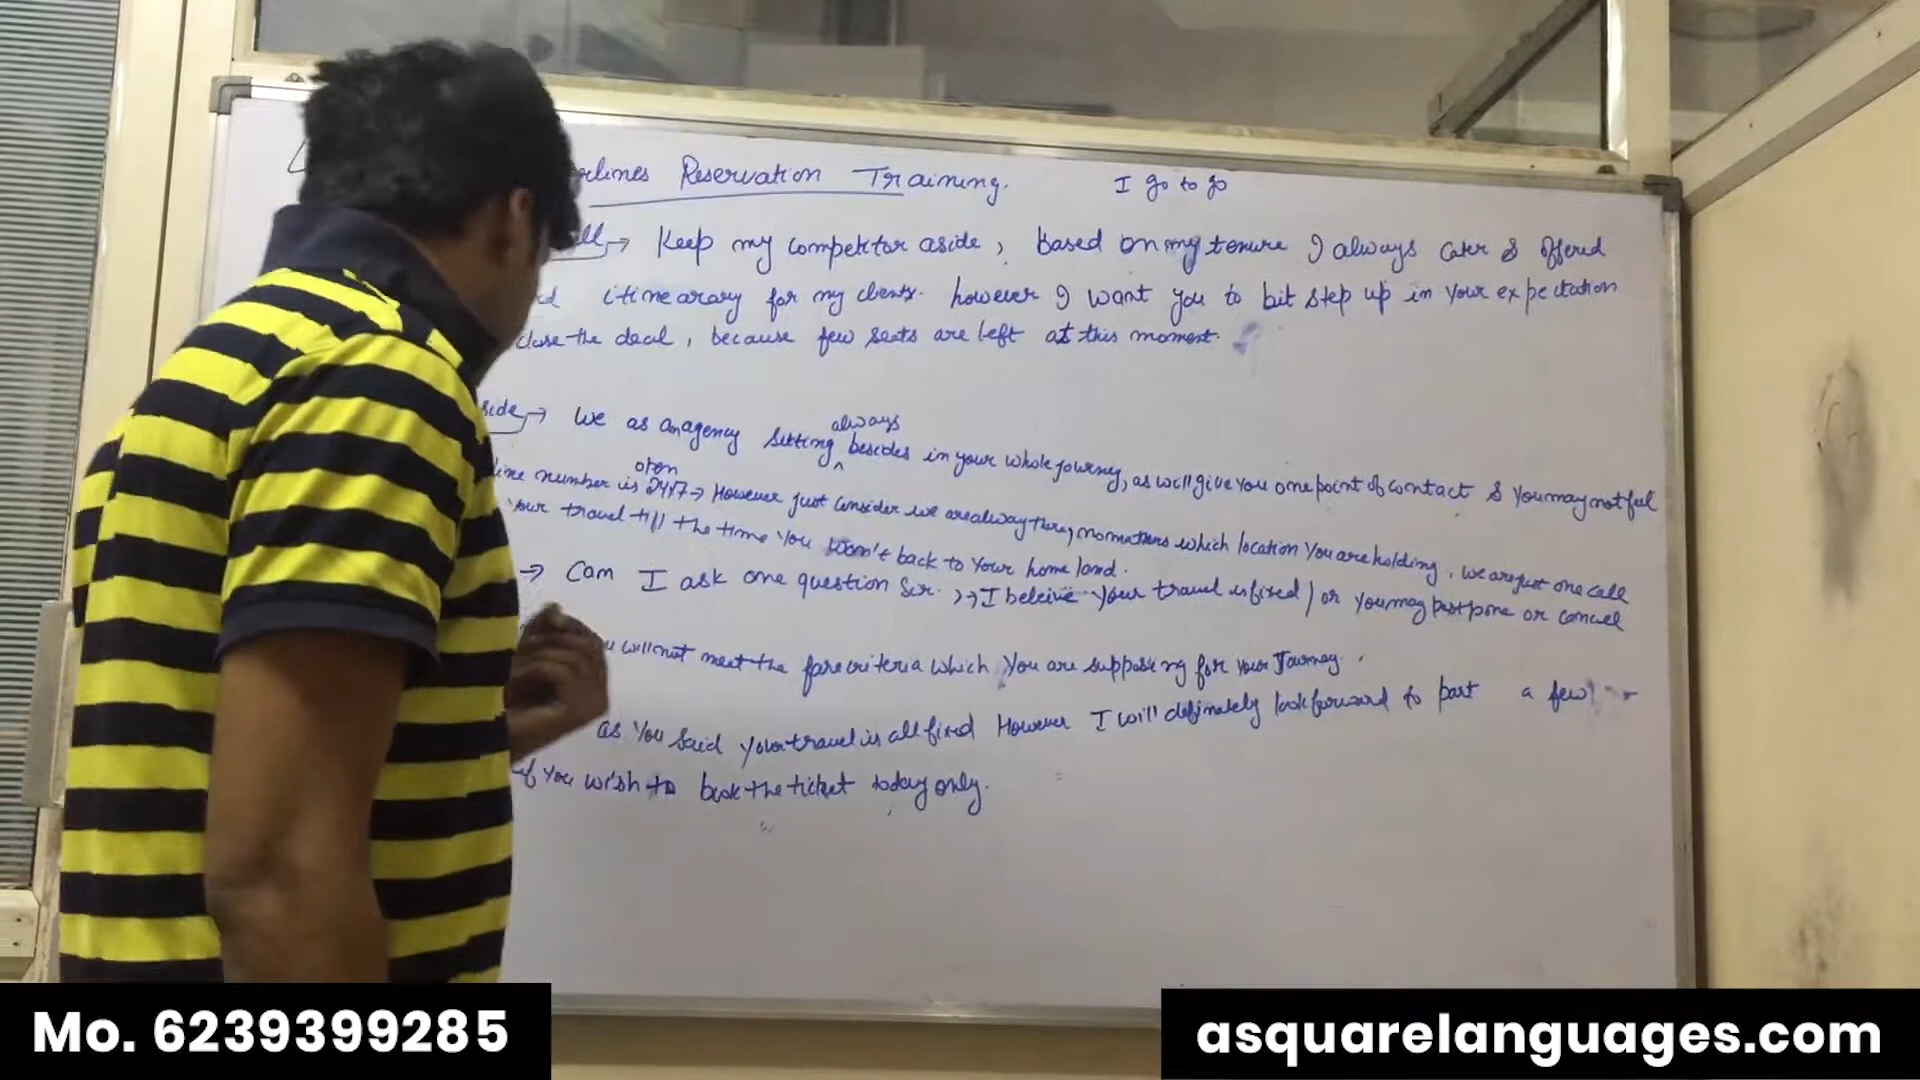 Reservation Training. I go to go
Keep my competitor aside, based on my tenure I always cater & offered
itinearary for my clients. however I want you to bit step up in your expectation
close the deal, because few seats are left at this moment.
side → We as an agency sitting always besides in your whole journey, as well give you one point of contact & you may not feel
line number is open 24x7 → However just consider we are alway there, no matters which location you are holding, we are just one call
Your travel till the time you won't back to your home land.
→ Can I ask one question Sir. >→ I beleive your travel is fixed / or you may postpone or cancel
will not meet the fare criteria which you are supposing for your Journey.
as You said your travel is all fixed However I will definately look forward to part a few
if you wish to book the ticket today only.
Mo. 6239399285
asquarelanguages.com